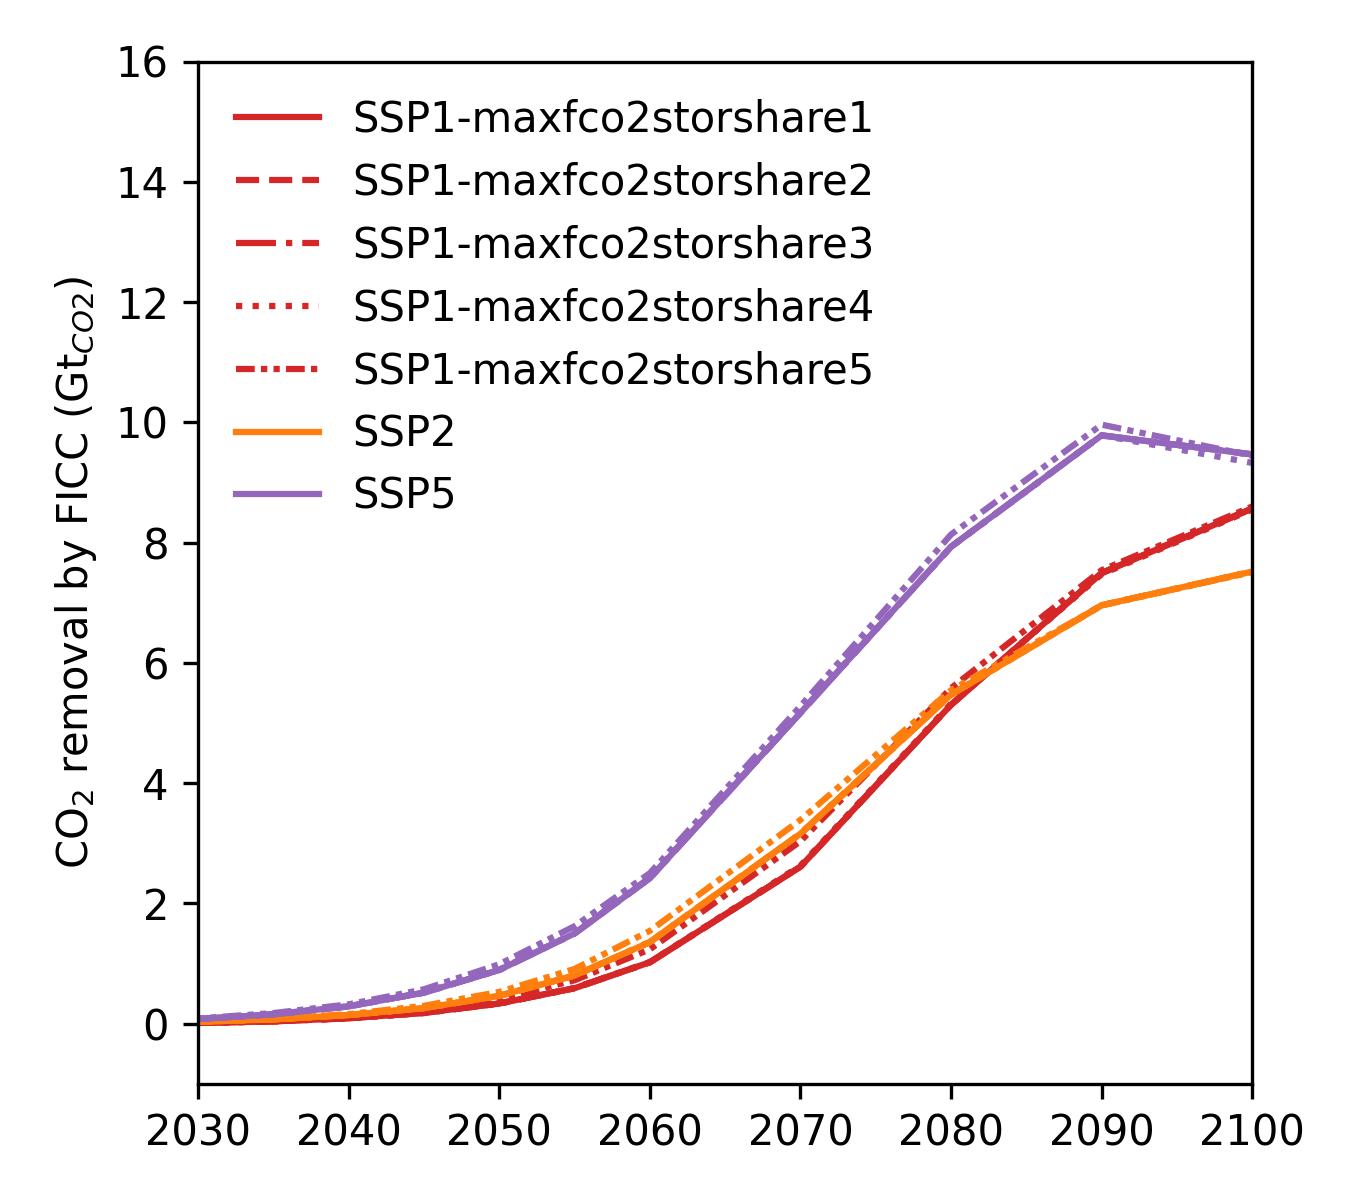 16
14
12
10
8
6
4
2
0
CO₂ removal by FICC (Gt_CO2)
SSP1-maxfco2storshare1
SSP1-maxfco2storshare2
SSP1-maxfco2storshare3
SSP1-maxfco2storshare4
SSP1-maxfco2storshare5
SSP2
SSP5
2030 2040 2050 2060 2070 2080 2090 2100